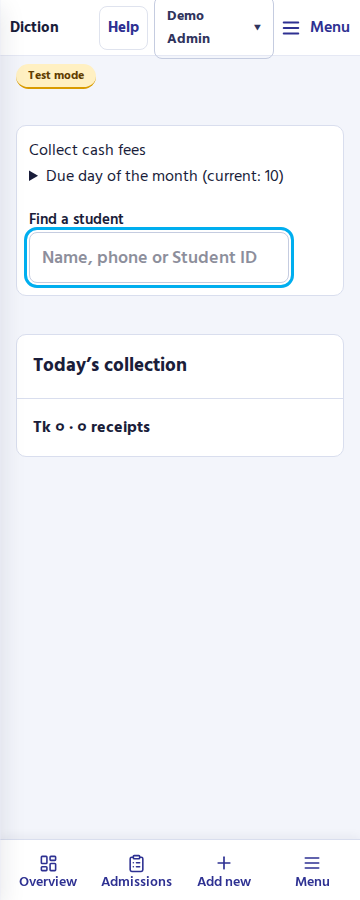 Diction
Help
Demo Admin
Menu
Test mode
Collect cash fees
Due day of the month (current: 10)
Find a student
Name, phone or Student ID
Today’s collection
Tk ০ · ০ receipts
Overview
Admissions
Add new
Menu